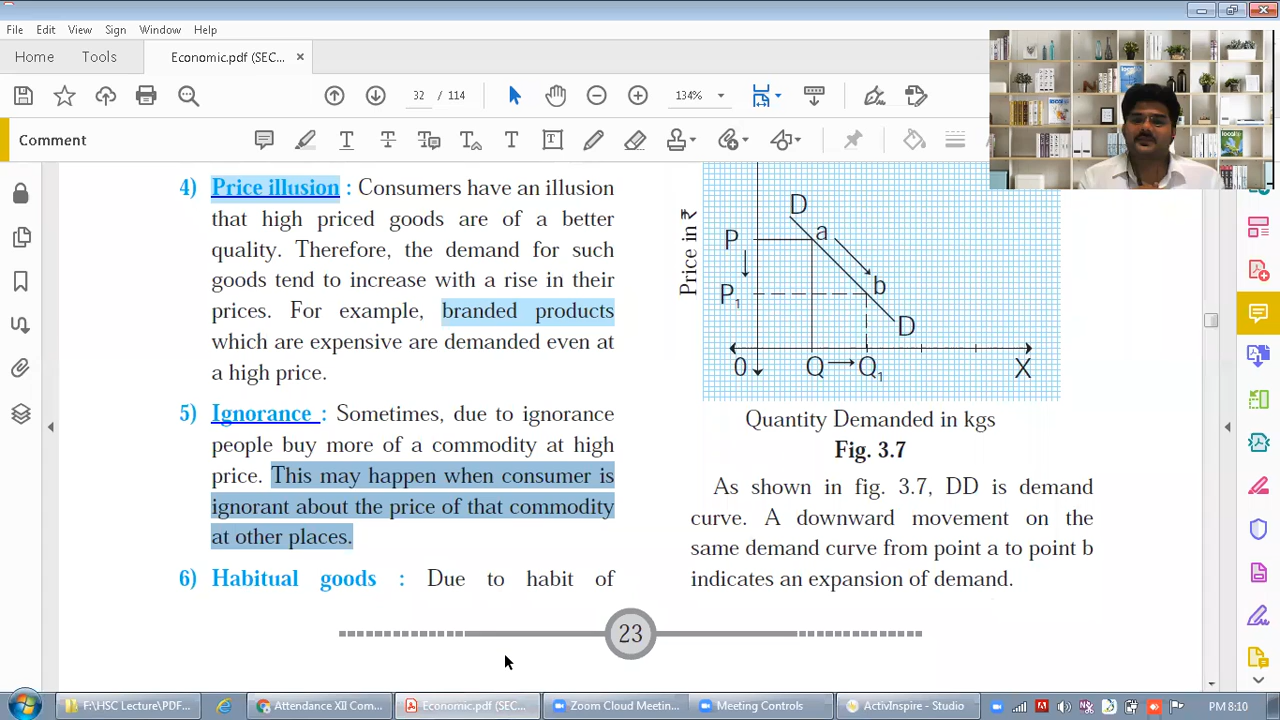 Economic.pdf (SECURED) - Adobe Acrobat
File Edit View Sign Window Help
Home Tools Economic.pdf (SEC... ×
32 / 114 134%
Comment
4) Price illusion : Consumers have an illusion
that high priced goods are of a better
quality. Therefore, the demand for such
goods tend to increase with a rise in their
prices. For example, branded products
which are expensive are demanded even at
a high price.
5) Ignorance : Sometimes, due to ignorance
people buy more of a commodity at high
price. This may happen when consumer is
ignorant about the price of that commodity
at other places.
6) Habitual goods : Due to habit of
Price in ₹
D
P a
P1 b
D
0 Q Q1 X
Quantity Demanded in kgs
Fig. 3.7
As shown in fig. 3.7, DD is demand
curve. A downward movement on the
same demand curve from point a to point b
indicates an expansion of demand.
23
F:\HSC Lecture\PDF... Attendance XII Com... Economic.pdf (SEC... Zoom Cloud Meetin... Meeting Controls ActivInspire - Studio PM 8:10